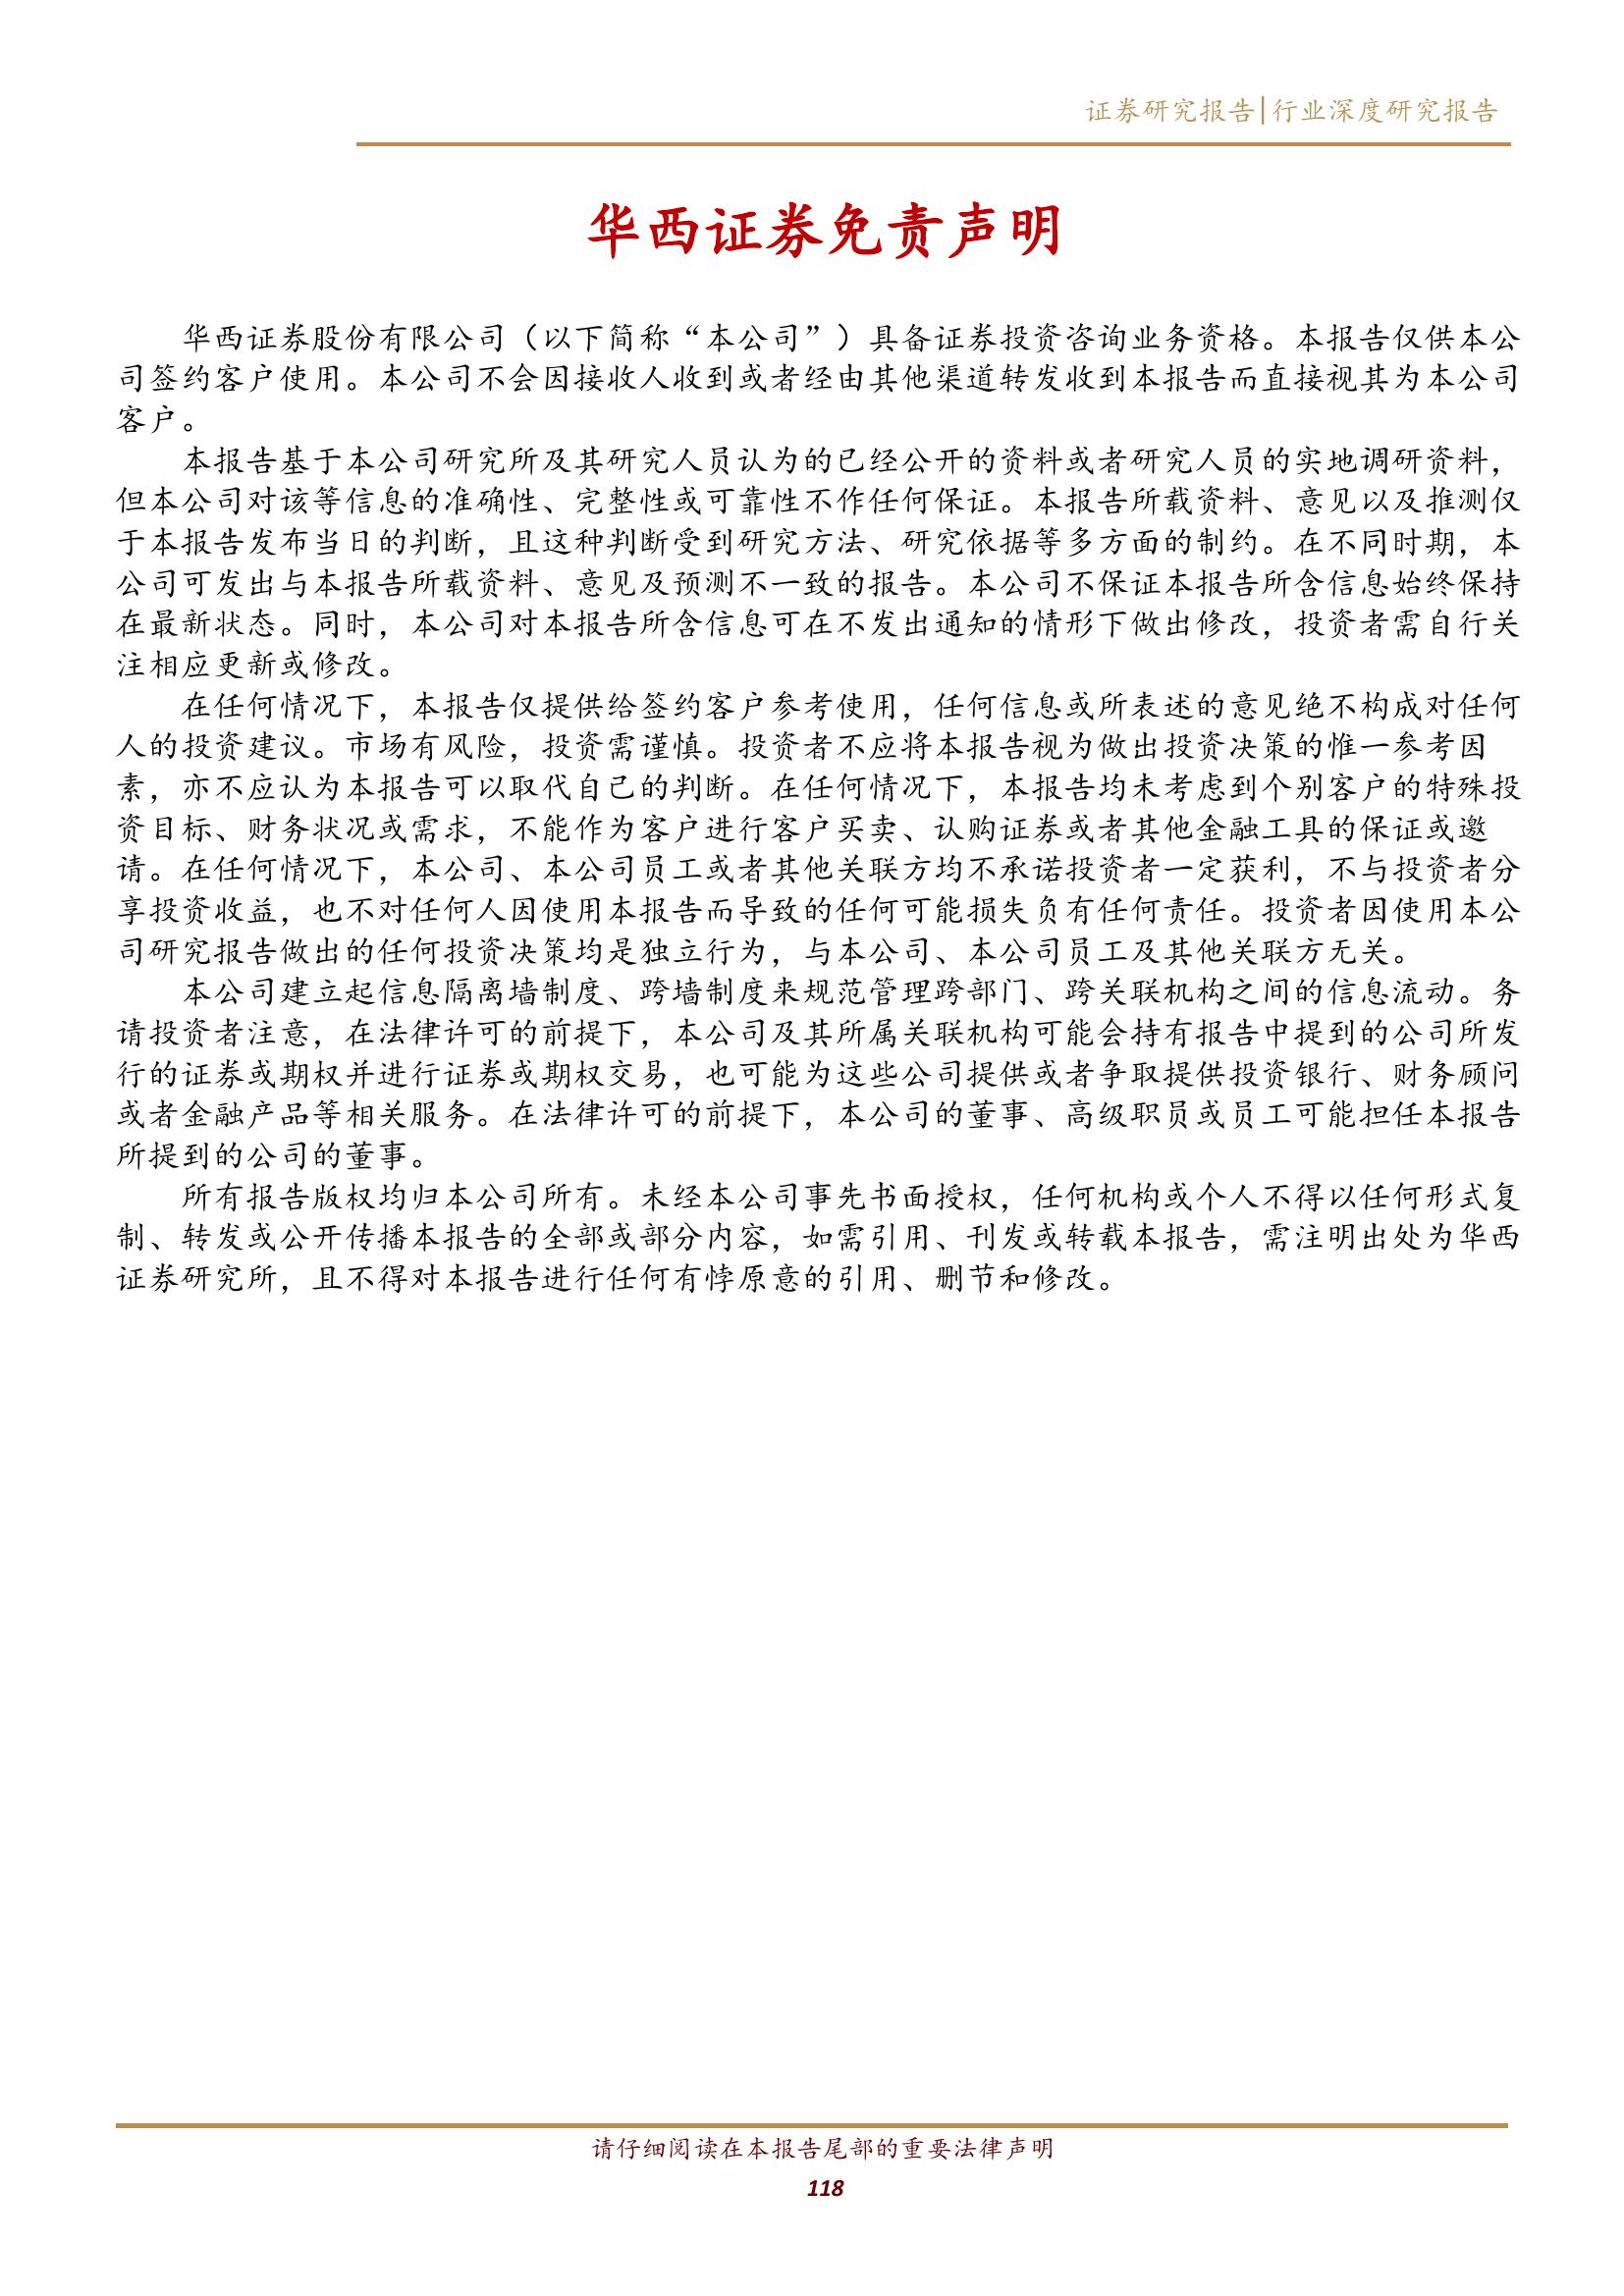 证券研究报告|行业深度研究报告
华西证券免责声明
华西证券股份有限公司（以下简称“本公司”）具备证券投资咨询业务资格。本报告仅供本公
司签约客户使用。本公司不会因接收人收到或者经由其他渠道转发收到本报告而直接视其为本公司
客户。
本报告基于本公司研究所及其研究人员认为的已经公开的资料或者研究人员的实地调研资料，
但本公司对该等信息的准确性、完整性或可靠性不作任何保证。本报告所载资料、意见以及推测仅
于本报告发布当日的判断，且这种判断受到研究方法、研究依据等多方面的制约。在不同时期，本
公司可发出与本报告所载资料、意见及预测不一致的报告。本公司不保证本报告所含信息始终保持
在最新状态。同时，本公司对本报告所含信息可在不发出通知的情形下做出修改，投资者需自行关
注相应更新或修改。
在任何情况下，本报告仅提供给签约客户参考使用，任何信息或所表述的意见绝不构成对任何
人的投资建议。市场有风险，投资需谨慎。投资者不应将本报告视为做出投资决策的惟一参考因
素，亦不应认为本报告可以取代自己的判断。在任何情况下，本报告均未考虑到个别客户的特殊投
资目标、财务状况或需求，不能作为客户进行客户买卖、认购证券或者其他金融工具的保证或邀
请。在任何情况下，本公司、本公司员工或者其他关联方均不承诺投资者一定获利，不与投资者分
享投资收益，也不对任何人因使用本报告而导致的任何可能损失负有任何责任。投资者因使用本公
司研究报告做出的任何投资决策均是独立行为，与本公司、本公司员工及其他关联方无关。
本公司建立起信息隔离墙制度、跨墙制度来规范管理跨部门、跨关联机构之间的信息流动。务
请投资者注意，在法律许可的前提下，本公司及其所属关联机构可能会持有报告中提到的公司所发
行的证券或期权并进行证券或期权交易，也可能为这些公司提供或者争取提供投资银行、财务顾问
或者金融产品等相关服务。在法律许可的前提下，本公司的董事、高级职员或员工可能担任本报告
所提到的公司的董事。
所有报告版权均归本公司所有。未经本公司事先书面授权，任何机构或个人不得以任何形式复
制、转发或公开传播本报告的全部或部分内容，如需引用、刊发或转载本报告，需注明出处为华西
证券研究所，且不得对本报告进行任何有悖原意的引用、删节和修改。
请仔细阅读在本报告尾部的重要法律声明
118